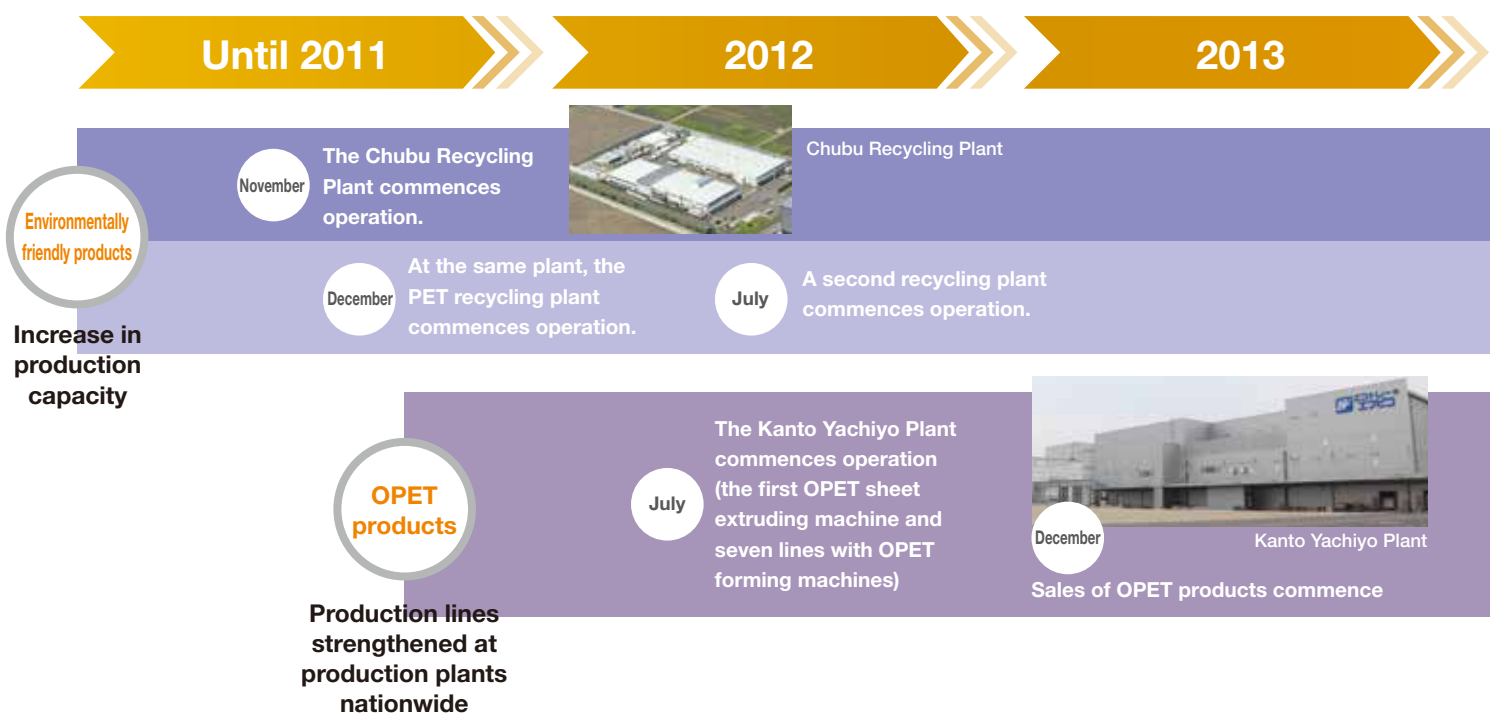 Until 2011
2012
2013
Environmentally
friendly products
Increase in
production
capacity
November
The Chubu Recycling
Plant commences
operation.
Chubu Recycling Plant
December
At the same plant, the
PET recycling plant
commences operation.
July
A second recycling plant
commences operation.
OPET
products
Production lines
strengthened at
production plants
nationwide
July
The Kanto Yachiyo Plant
commences operation
(the first OPET sheet
extruding machine and
seven lines with OPET
forming machines)
エフピコ
December
Kanto Yachiyo Plant
Sales of OPET products commence